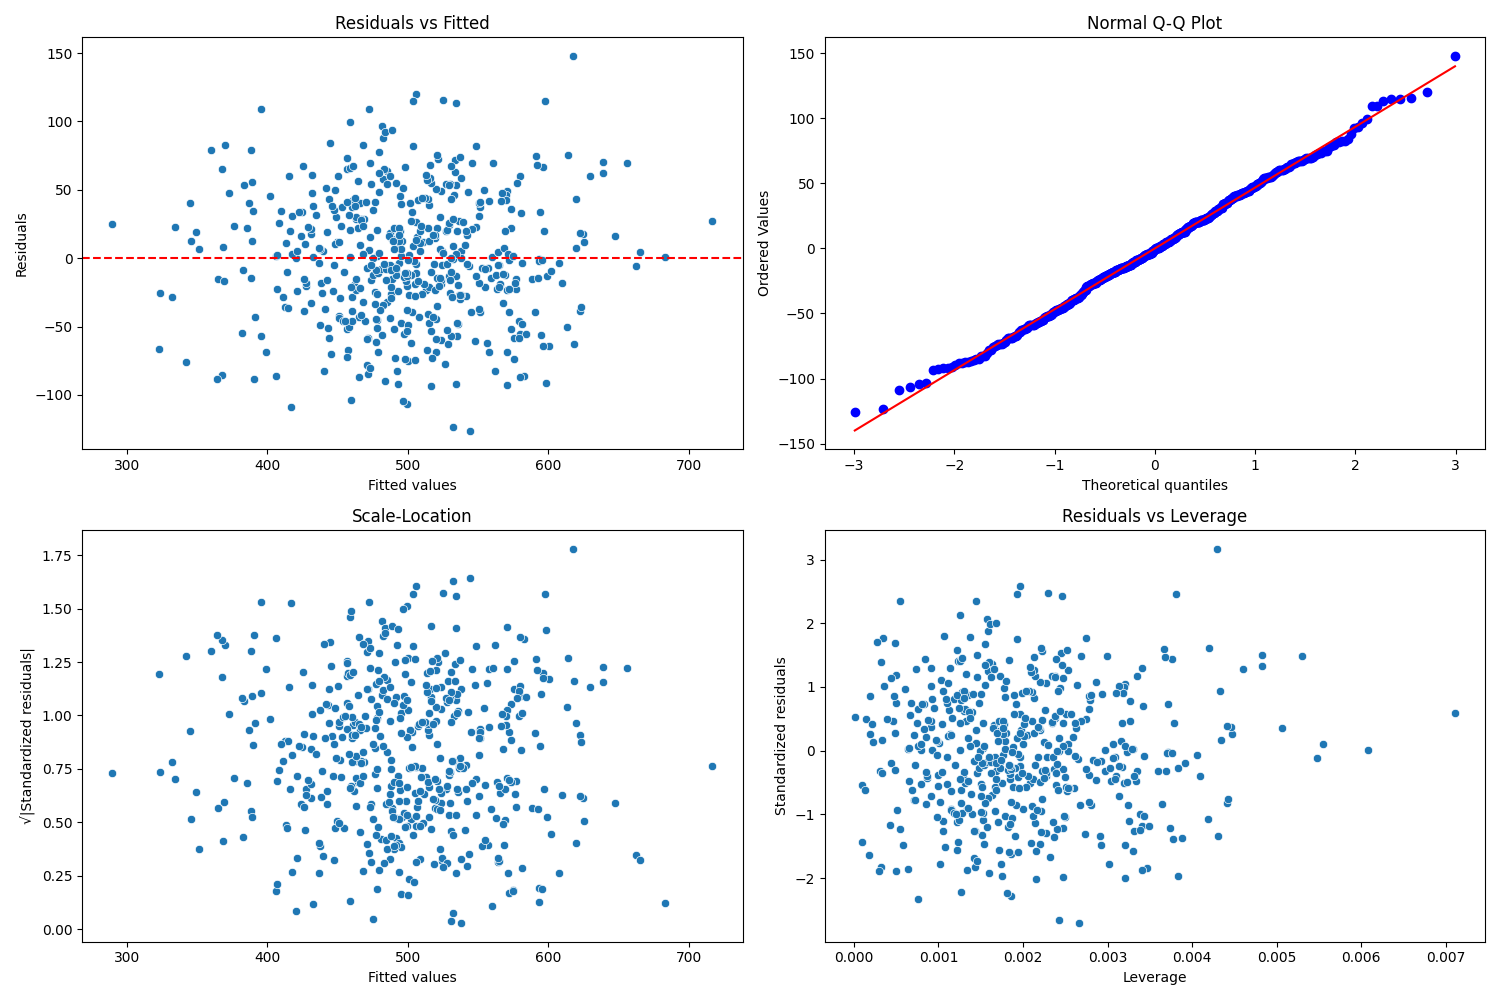 Residuals vs Fitted
150
100
50
0
−50
−100
Residuals
300 400 500 600 700
Fitted values
Normal Q-Q Plot
150
100
50
0
−50
−100
−150
Ordered Values
−3 −2 −1 0 1 2 3
Theoretical quantiles
Scale-Location
1.75
1.50
1.25
1.00
0.75
0.50
0.25
0.00
√|Standardized residuals|
300 400 500 600 700
Fitted values
Residuals vs Leverage
3
2
1
0
−1
−2
Standardized residuals
0.000 0.001 0.002 0.003 0.004 0.005 0.006 0.007
Leverage